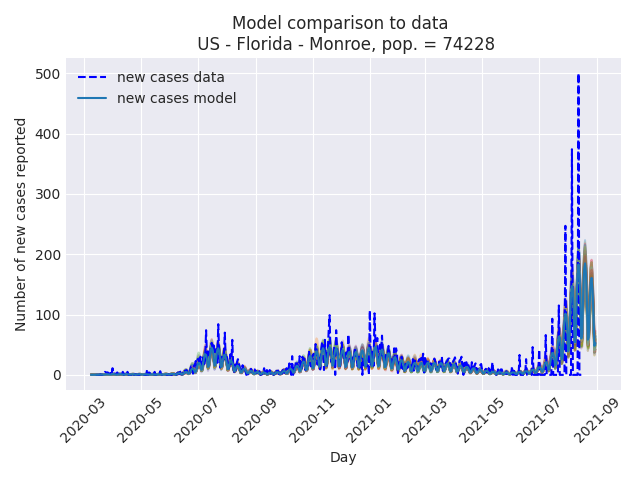 Model comparison to data
US - Florida - Monroe, pop. = 74228
new cases data
new cases model
Number of new cases reported
500
400
300
200
100
0
2020-03
2020-05
2020-07
2020-09
2020-11
2021-01
2021-03
2021-05
2021-07
2021-09
Day